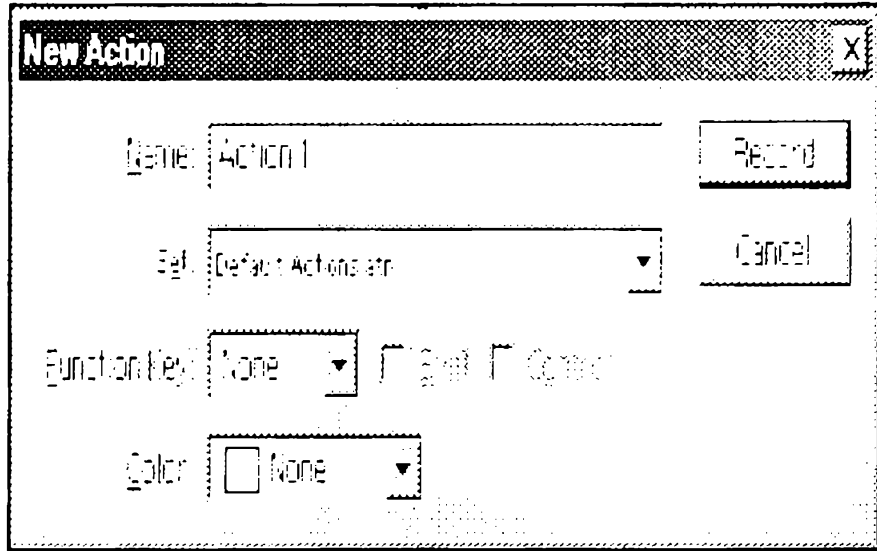 New Action
Name: Action 1
Record
Set: Default Actions.atn
Cancel
Function Key: None Shift Control
Color: None